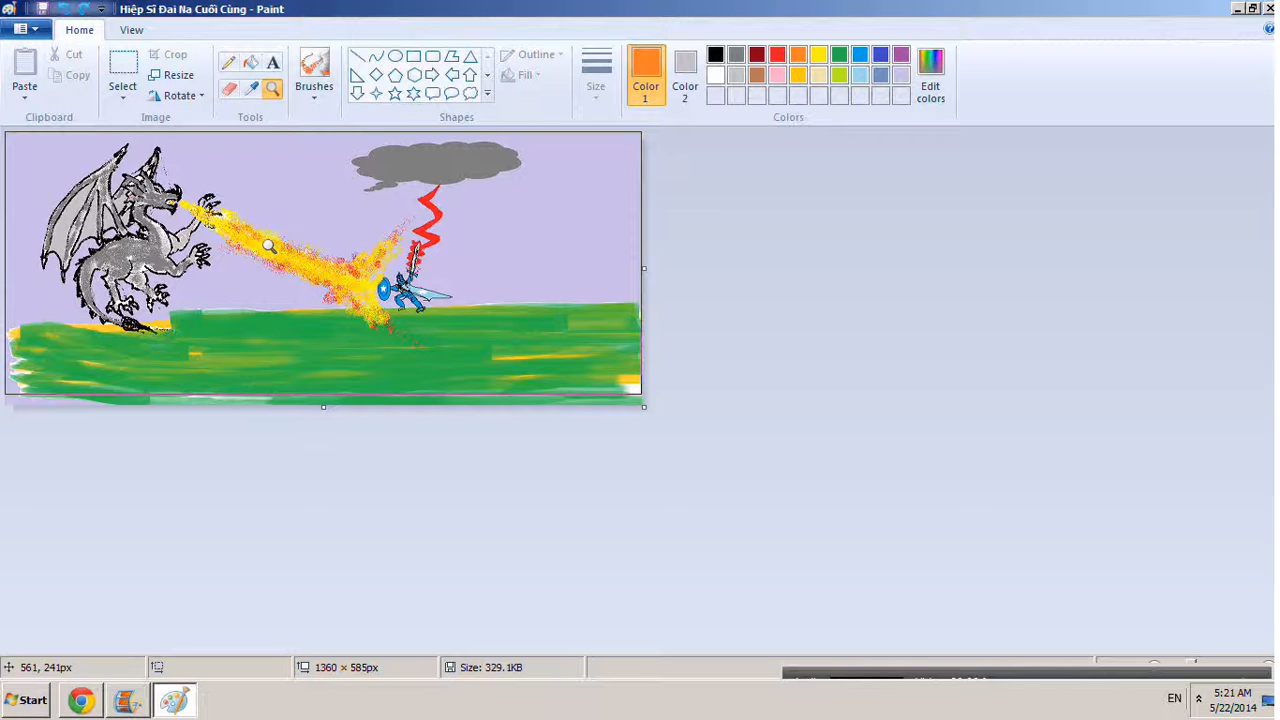 Hiệp Sĩ Đai Na Cuối Cùng - Paint
Home
View
Paste
Cut
Copy
Clipboard
Select
Crop
Resize
Rotate
Image
A
Tools
Brushes
Outline
Fill
Shapes
Size
Color 1
Color 2
Edit colors
Colors
561, 241px
1360 × 585px
Size: 329.1KB
Start
EN
5:21 AM
5/22/2014